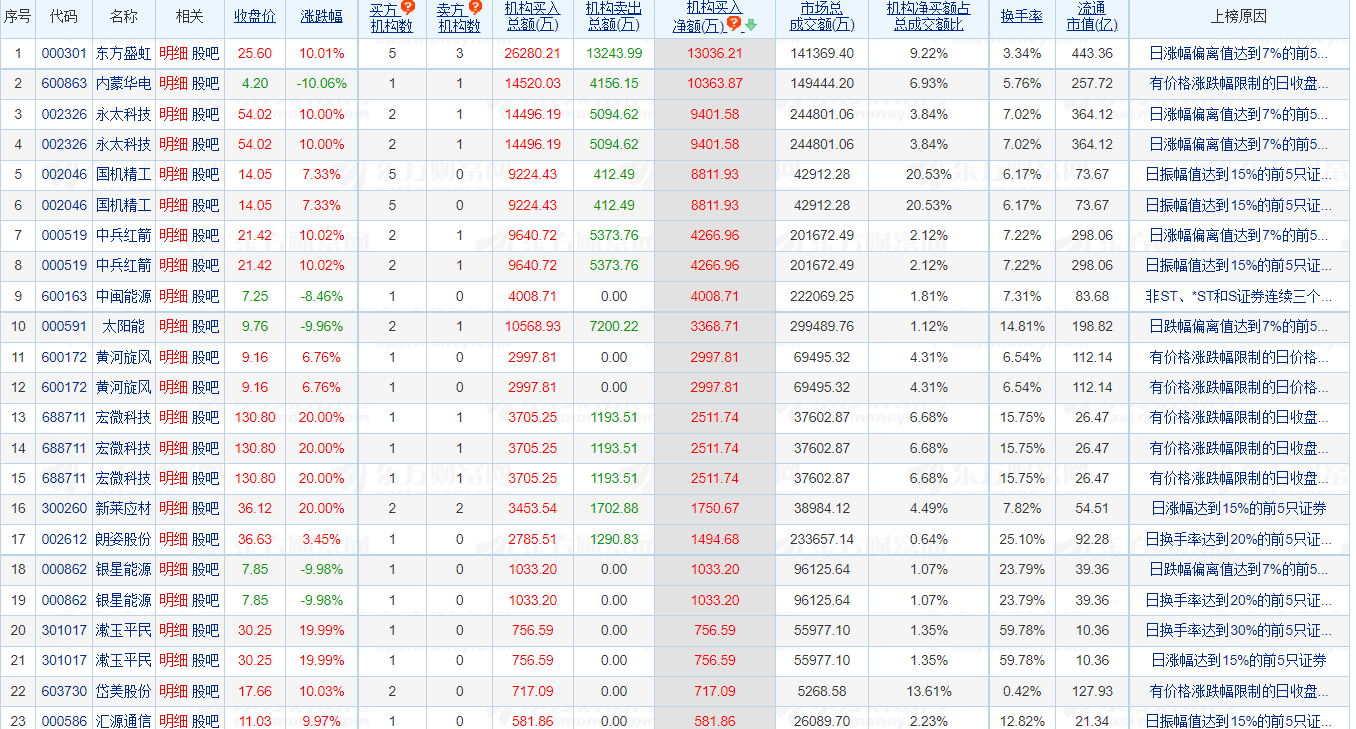 序号 代码 名称 相关 收盘价 涨跌幅 买方机构数 卖方机构数 机构买入总额(万) 机构卖出总额(万) 机构买入净额(万) 市场总成交额(万) 机构净买额占总成交额比 换手率 流通市值(亿) 上榜原因
1 000301 东方盛虹 明细 股吧 25.60 10.01% 5 3 26280.21 13243.99 13036.21 141369.40 9.22% 3.34% 443.36 日涨幅偏离值达到7%的前5...
2 600863 内蒙华电 明细 股吧 4.20 -10.06% 1 1 14520.03 4156.15 10363.87 149444.20 6.93% 5.76% 257.72 有价格涨跌幅限制的日收盘...
3 002326 永太科技 明细 股吧 54.02 10.00% 2 1 14496.19 5094.62 9401.58 244801.06 3.84% 7.02% 364.12 日涨幅偏离值达到7%的前5...
4 002326 永太科技 明细 股吧 54.02 10.00% 2 1 14496.19 5094.62 9401.58 244801.06 3.84% 7.02% 364.12 日涨幅偏离值达到7%的前5...
5 002046 国机精工 明细 股吧 14.05 7.33% 5 0 9224.43 412.49 8811.93 42912.28 20.53% 6.17% 73.67 日振幅值达到15%的前5只证...
6 002046 国机精工 明细 股吧 14.05 7.33% 5 0 9224.43 412.49 8811.93 42912.28 20.53% 6.17% 73.67 日振幅值达到15%的前5只证...
7 000519 中兵红箭 明细 股吧 21.42 10.02% 2 1 9640.72 5373.76 4266.96 201672.49 2.12% 7.22% 298.06 日涨幅偏离值达到7%的前5...
8 000519 中兵红箭 明细 股吧 21.42 10.02% 2 1 9640.72 5373.76 4266.96 201672.49 2.12% 7.22% 298.06 日振幅值达到15%的前5只证...
9 600163 中闽能源 明细 股吧 7.25 -8.46% 1 0 4008.71 0.00 4008.71 222069.25 1.81% 7.31% 83.68 非ST、*ST和S证券连续三个...
10 000591 太阳能 明细 股吧 9.76 -9.96% 2 1 10568.93 7200.22 3368.71 299489.76 1.12% 14.81% 198.82 日跌幅偏离值达到7%的前5...
11 600172 黄河旋风 明细 股吧 9.16 6.76% 1 0 2997.81 0.00 2997.81 69495.32 4.31% 6.54% 112.14 有价格涨跌幅限制的日价格...
12 600172 黄河旋风 明细 股吧 9.16 6.76% 1 0 2997.81 0.00 2997.81 69495.32 4.31% 6.54% 112.14 有价格涨跌幅限制的日价格...
13 688711 宏微科技 明细 股吧 130.80 20.00% 1 1 3705.25 1193.51 2511.74 37602.87 6.68% 15.75% 26.47 有价格涨跌幅限制的日收盘...
14 688711 宏微科技 明细 股吧 130.80 20.00% 1 1 3705.25 1193.51 2511.74 37602.87 6.68% 15.75% 26.47 有价格涨跌幅限制的日收盘...
15 688711 宏微科技 明细 股吧 130.80 20.00% 1 1 3705.25 1193.51 2511.74 37602.87 6.68% 15.75% 26.47 有价格涨跌幅限制的日收盘...
16 300260 新莱应材 明细 股吧 36.12 20.00% 2 2 3453.54 1702.88 1750.67 38984.12 4.49% 7.82% 54.51 日涨幅达到15%的前5只证券
17 002612 朗姿股份 明细 股吧 36.63 3.45% 1 1 2785.51 1290.83 1494.68 233657.14 0.64% 25.10% 92.28 日换手率达到20%的前5只证...
18 000862 银星能源 明细 股吧 7.85 -9.98% 1 0 1033.20 0.00 1033.20 96125.64 1.07% 23.79% 39.36 日跌幅偏离值达到7%的前5...
19 000862 银星能源 明细 股吧 7.85 -9.98% 1 0 1033.20 0.00 1033.20 96125.64 1.07% 23.79% 39.36 日换手率达到20%的前5只证...
20 301017 漱玉平民 明细 股吧 30.25 19.99% 1 0 756.59 0.00 756.59 55977.10 1.35% 59.78% 10.36 日换手率达到30%的前5只证...
21 301017 漱玉平民 明细 股吧 30.25 19.99% 1 0 756.59 0.00 756.59 55977.10 1.35% 59.78% 10.36 日涨幅达到15%的前5只证券
22 603730 岱美股份 明细 股吧 17.66 10.03% 2 0 717.09 0.00 717.09 5268.58 13.61% 0.42% 127.93 有价格涨跌幅限制的日收盘...
23 000586 汇源通信 明细 股吧 11.03 9.97% 1 0 581.86 0.00 581.86 26089.70 2.23% 12.82% 21.34 日振幅值达到15%的前5只证...